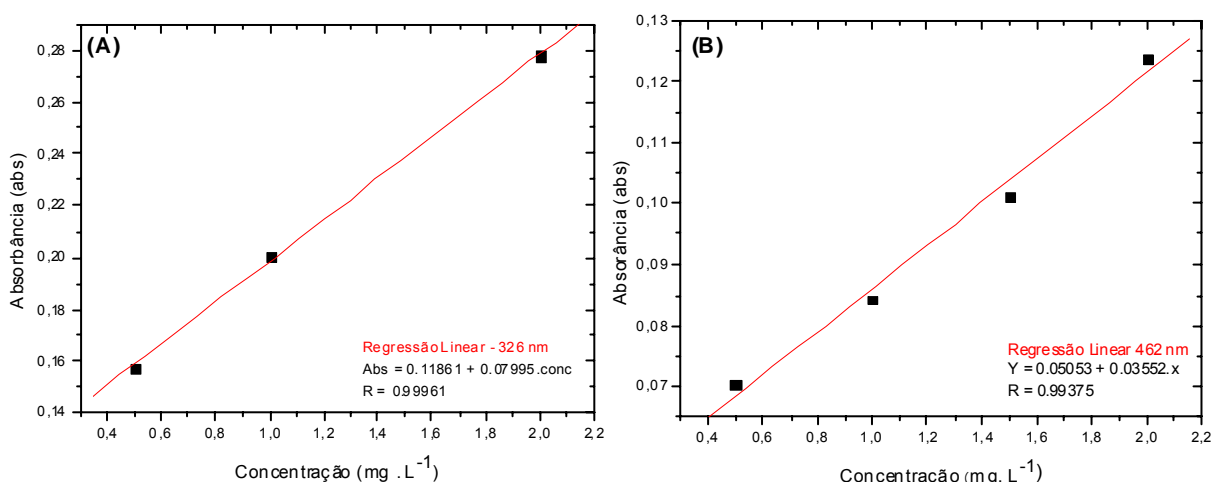 (A)
0,28
0,26
0,24
0,22
0,20
0,18
0,16
0,14
Absorbância (abs)
Regressão Linear - 326 nm
Abs = 0.11861 + 0.07995.conc
R = 0.99961
0,4 0,6 0,8 1,0 1,2 1,4 1,6 1,8 2,0 2,2
Concentração (mg . L-1)
(B)
0,13
0,12
0,11
0,10
0,09
0,08
0,07
Absorância (abs)
Regressão Linear 462 nm
Y = 0.05053 + 0.03552.x
R = 0.99375
0,4 0,6 0,8 1,0 1,2 1,4 1,6 1,8 2,0 2,2
Concentração (mg. L-1)